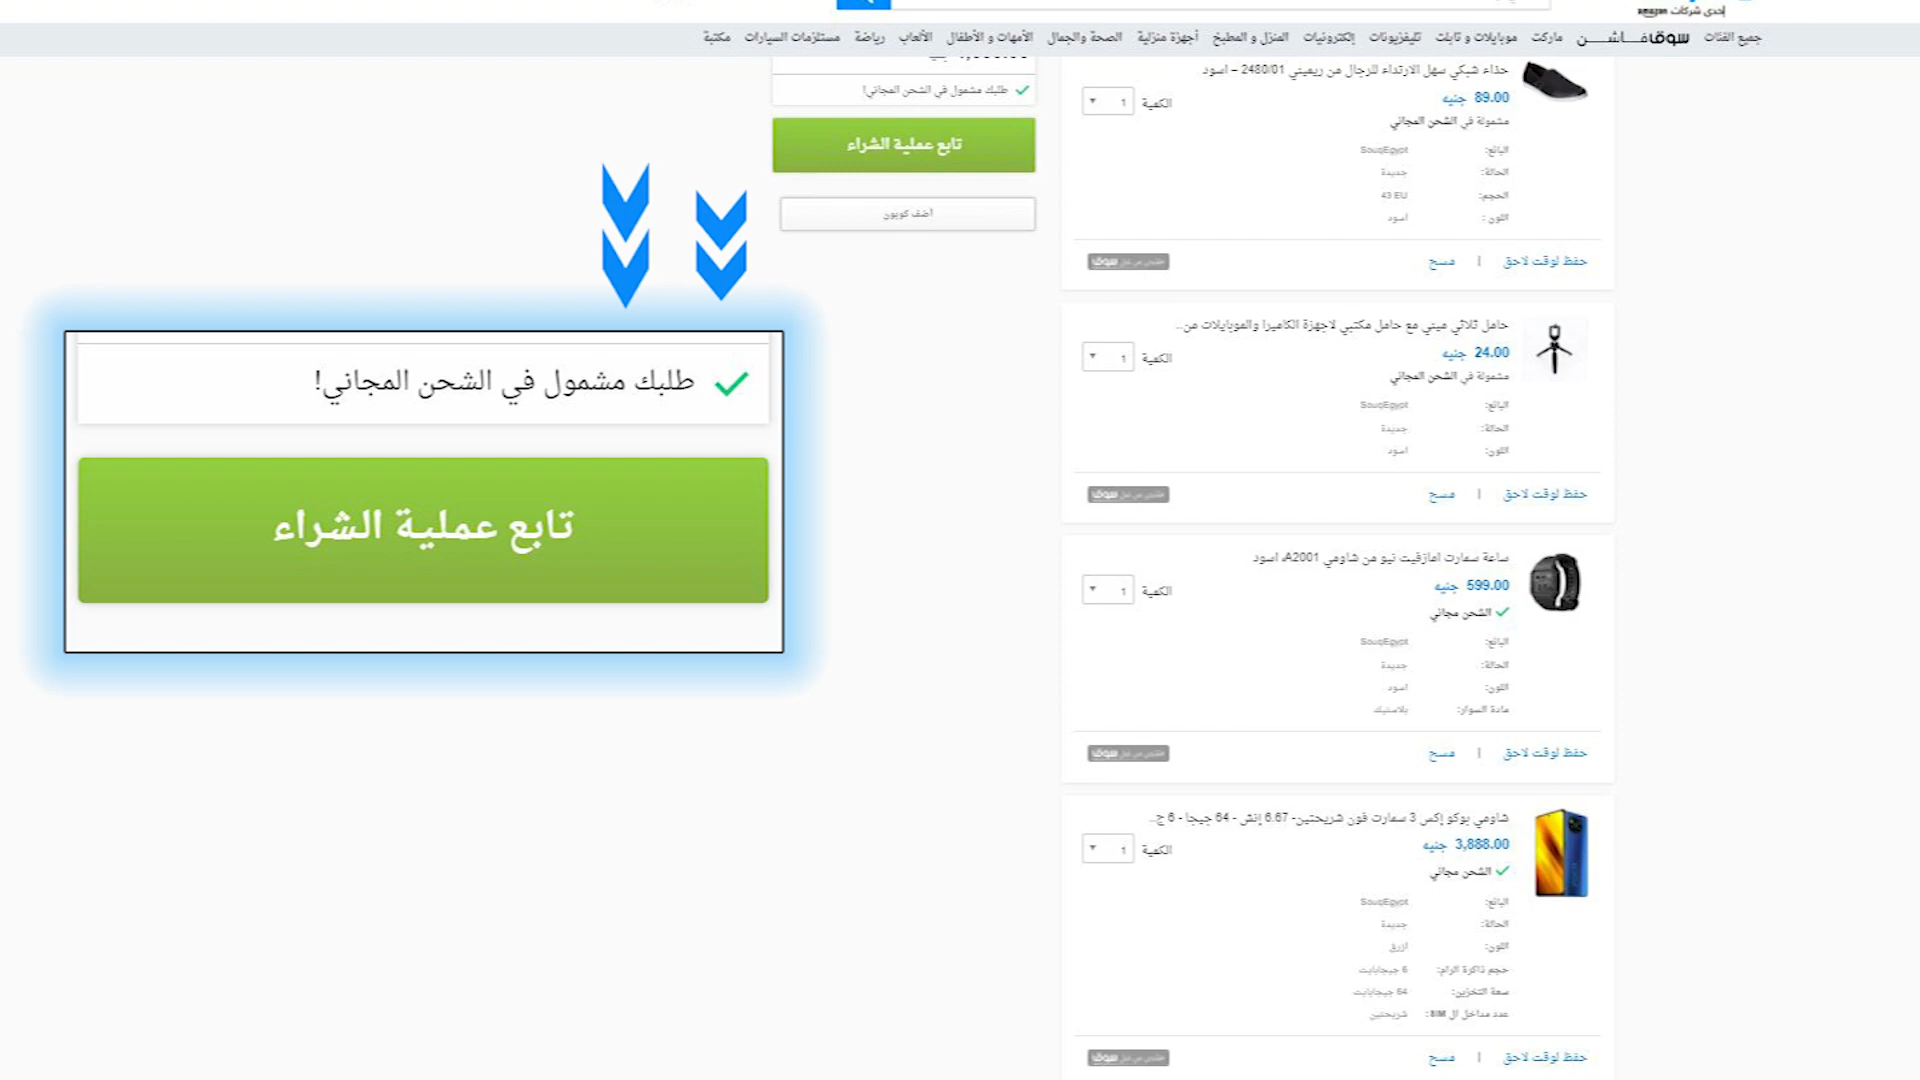 إحدى شركات amazon
جميع الفئات
سوق فاشن
ماركت
موبايلات و تابلت
تليفزيونات
إلكترونيات
المنزل و المطبخ
أجهزة منزلية
الصحة والجمال
الأمهات و الأطفال
الألعاب
رياضة
مستلزمات السيارات
مكتبة
حذاء شبكي سهل الارتداء للرجال من ريميني 2480/01 – اسود
89.00 جنيه
الكمية 1
مشمولة في الشحن المجاني
البائع: SouqEgypt
الحالة: جديدة
الحجم: 43 EU
اللون : اسود
حفظ لوقت لاحق | مسح
سوق
حامل ثلاثي ميني مع حامل مكتبي لاجهزة الكاميرا والموبايلات من..
24.00 جنيه
الكمية 1
مشمولة في الشحن المجاني
البائع: SouqEgypt
الحالة: جديدة
اللون: اسود
حفظ لوقت لاحق | مسح
سوق
ساعة سمارت امازفيت نيو من شاومي A2001، اسود
599.00 جنيه
الكمية 1
الشحن مجاني
البائع: SouqEgypt
الحالة: جديدة
اللون: اسود
مادة السوار: بلاستيك
حفظ لوقت لاحق | مسح
سوق
شاومي بوكو إكس 3 سمارت فون شريحتين- 6.67 إنش - 64 جيجا - 6 ج..
3,888.00 جنيه
الكمية 1
الشحن مجاني
البائع: SouqEgypt
الحالة: جديدة
اللون: ازرق
حجم ذاكرة الرام: 6 جيجابايت
سعة التخزين: 64 جيجابايت
عدد مداخل ال SIM : شريحتين
حفظ لوقت لاحق | مسح
سوق
طلبك مشمول في الشحن المجاني!
تابع عملية الشراء
أضف كوبون
طلبك مشمول في الشحن المجاني!
تابع عملية الشراء